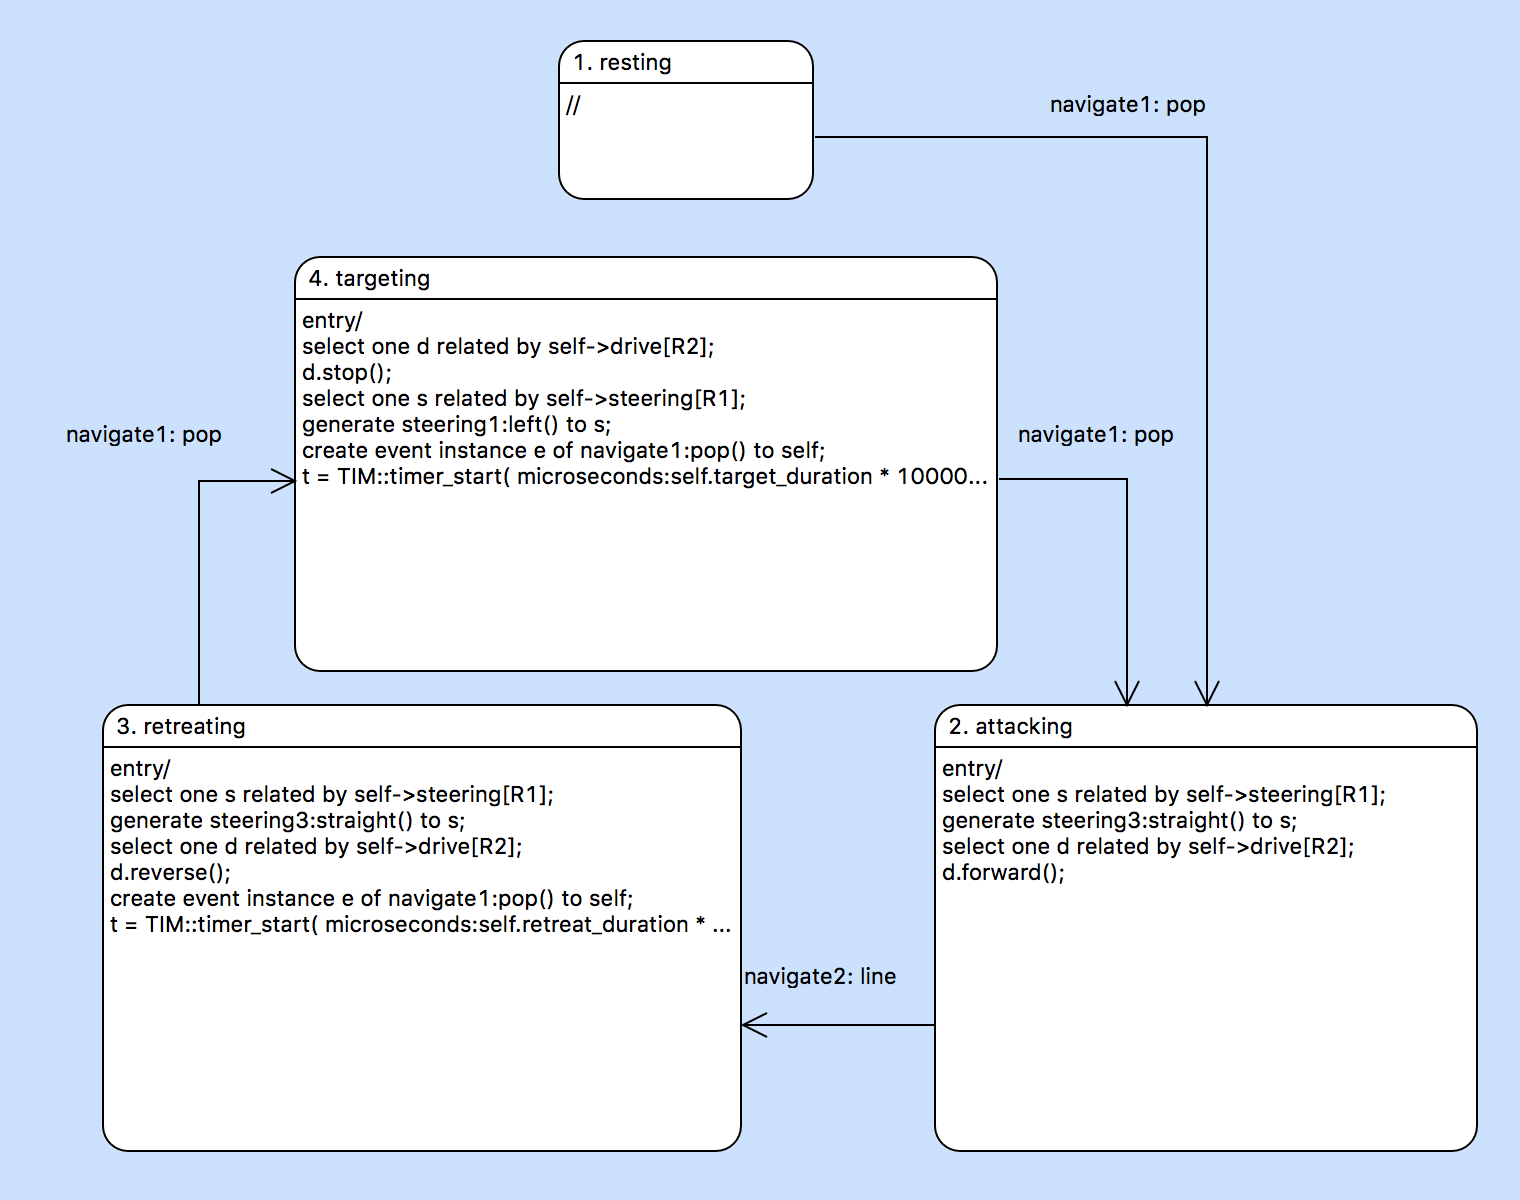 1. resting
//
navigate1: pop
4. targeting
entry/
select one d related by self->drive[R2];
d.stop();
select one s related by self->steering[R1];
generate steering1:left() to s;
create event instance e of navigate1:pop() to self;
t = TIM::timer_start( microseconds:self.target_duration * 10000...
navigate1: pop
navigate1: pop
3. retreating
entry/
select one s related by self->steering[R1];
generate steering3:straight() to s;
select one d related by self->drive[R2];
d.reverse();
create event instance e of navigate1:pop() to self;
t = TIM::timer_start( microseconds:self.retreat_duration * ...
navigate2: line
2. attacking
entry/
select one s related by self->steering[R1];
generate steering3:straight() to s;
select one d related by self->drive[R2];
d.forward();